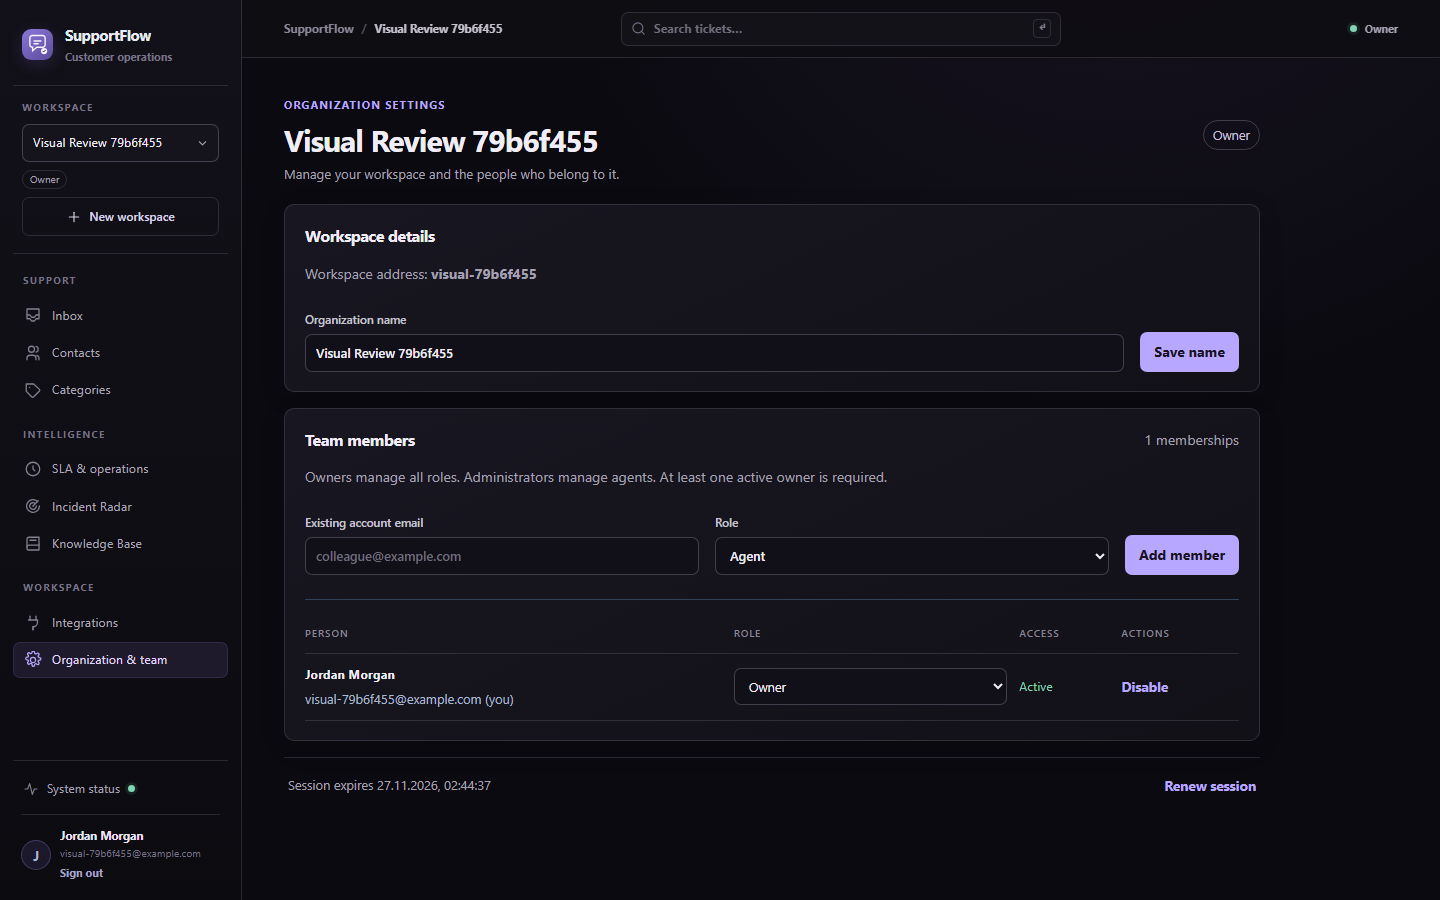 SupportFlow
Customer operations
WORKSPACE
Visual Review 79b6f455
Owner
New workspace
SUPPORT
Inbox
Contacts
Categories
INTELLIGENCE
SLA & operations
Incident Radar
Knowledge Base
WORKSPACE
Integrations
Organization & team
System status
J
Jordan Morgan
visual-79b6f455@example.com
Sign out
SupportFlow / Visual Review 79b6f455
Search tickets...
Owner
ORGANIZATION SETTINGS
Visual Review 79b6f455
Owner
Manage your workspace and the people who belong to it.
Workspace details
Workspace address: visual-79b6f455
Organization name
Visual Review 79b6f455
Save name
Team members
1 memberships
Owners manage all roles. Administrators manage agents. At least one active owner is required.
Existing account email
Role
colleague@example.com
Agent
Add member
PERSON ROLE ACCESS ACTIONS
Jordan Morgan
visual-79b6f455@example.com (you)
Owner
Active
Disable
Session expires 27.11.2026, 02:44:37
Renew session